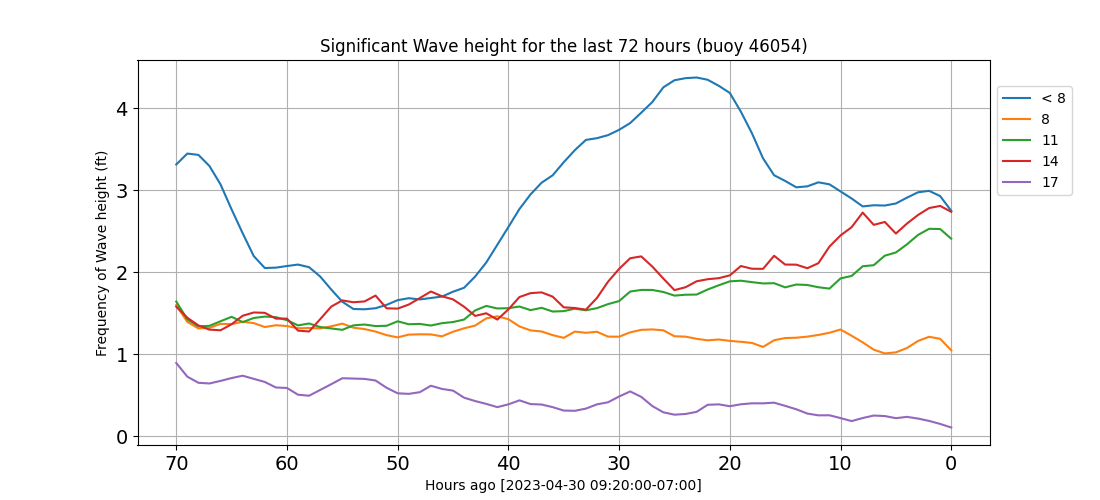 Significant Wave height for the last 72 hours (buoy 46054)
Frequency of Wave height (ft)
4
3
2
1
0
70 60 50 40 30 20 10 0
Hours ago [2023-04-30 09:20:00-07:00]
< 8
8
11
14
17